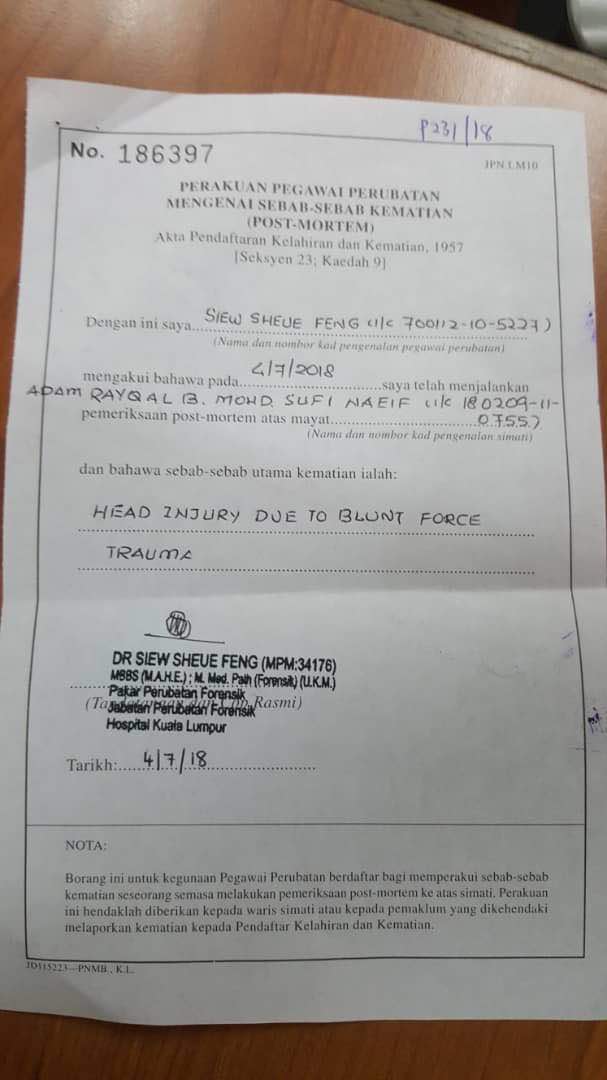 P231/18
No. 186397
JPN.LM10
PERAKUAN PEGAWAI PERUBATAN
MENGENAI SEBAB-SEBAB KEMATIAN
(POST-MORTEM)
Akta Pendaftaran Kelahiran dan Kematian, 1957
[Seksyen 23; Kaedah 9]
Dengan ini saya SIEW SHEUE FENG (I/C 700112-10-5227)
(Nama dan nombor kad pengenalan pegawai perubatan)
mengakui bahawa pada 4/7/2018 saya telah menjalankan
ADAM RAYQAL B. MOHD SUFI NAEIF (I/C 180209-11-
pemeriksaan post-mortem atas mayat 0755)
(Nama dan nombor kad pengenalan simati)
dan bahawa sebab-sebab utama kematian ialah:
HEAD INJURY DUE TO BLUNT FORCE
TRAUMA
DR SIEW SHEUE FENG (MPM:34176)
MBBS (M.A.H.E.) ; M. Med. Path (Forensik) (U.K.M.)
Pakar Perubatan Forensik
Jabatan Perubatan Forensik
Rasmi)
Hospital Kuala Lumpur
Tarikh: 4/7/18
NOTA:
Borang ini untuk kegunaan Pegawai Perubatan berdaftar bagi memperakui sebab-sebab
kematian seseorang semasa melakukan pemeriksaan post-mortem ke atas simati. Perakuan
ini hendaklah diberikan kepada waris simati atau kepada pemaklum yang dikehendaki
melaporkan kematian kepada Pendaftar Kelahiran dan Kematian.
JD115223—PNMB., K.L.